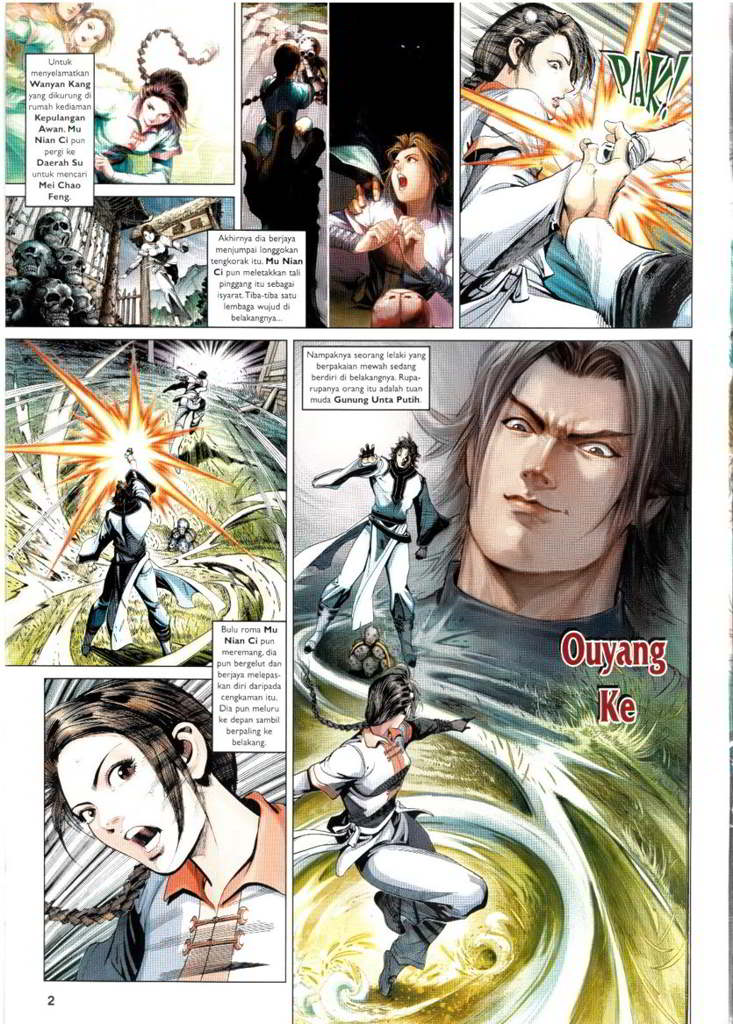 Untuk
menyelamatkan
Wanyan Kang
yang dikurung di
rumah kediaman
Kepulangan
Awan, Mu
Nian Ci pun
pergi ke
Daerah Su
untuk mencari
Mei Chao
Feng.
Akhirnya dia berjaya
menjumpai longgokan
tengkorak itu. Mu Nian
Ci pun meletakkan tali
pinggang itu sebagai
isyarat. Tiba-tiba satu
lembaga wujud di
belakangnya...
PAK!
Bulu roma Mu
Nian Ci pun
meremang, dia
pun bergelut dan
berjaya melepas-
kan diri daripada
cengkaman itu.
Dia pun meluru
ke depan sambil
berpaling ke
belakang.
Nampaknya seorang lelaki yang
berpakaian mewah sedang
berdiri di belakangnya. Rupa-
rupanya orang itu adalah tuan
muda Gunung Unta Putih.
Ouyang
Ke
2